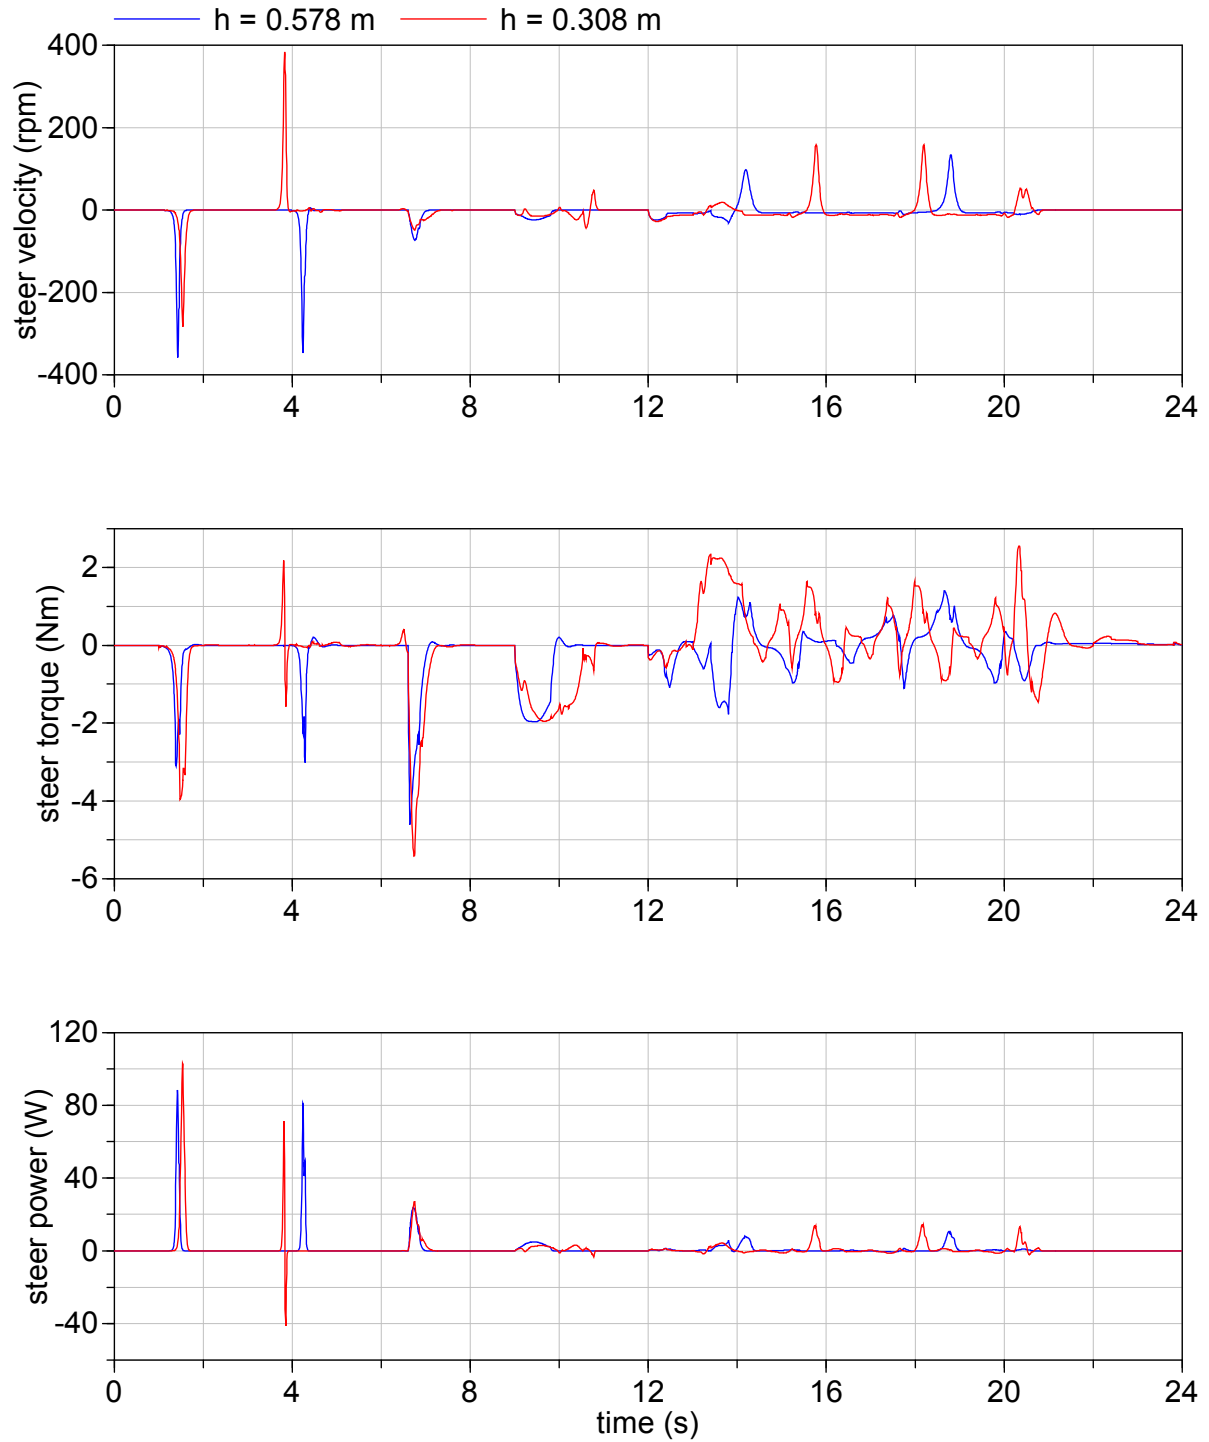 h = 0.578 m h = 0.308 m
400
200
0
-200
-400
steer velocity (rpm)
0 4 8 12 16 20 24
2
0
-2
-4
-6
steer torque (Nm)
0 4 8 12 16 20 24
120
80
40
0
-40
steer power (W)
0 4 8 12 16 20 24
time (s)